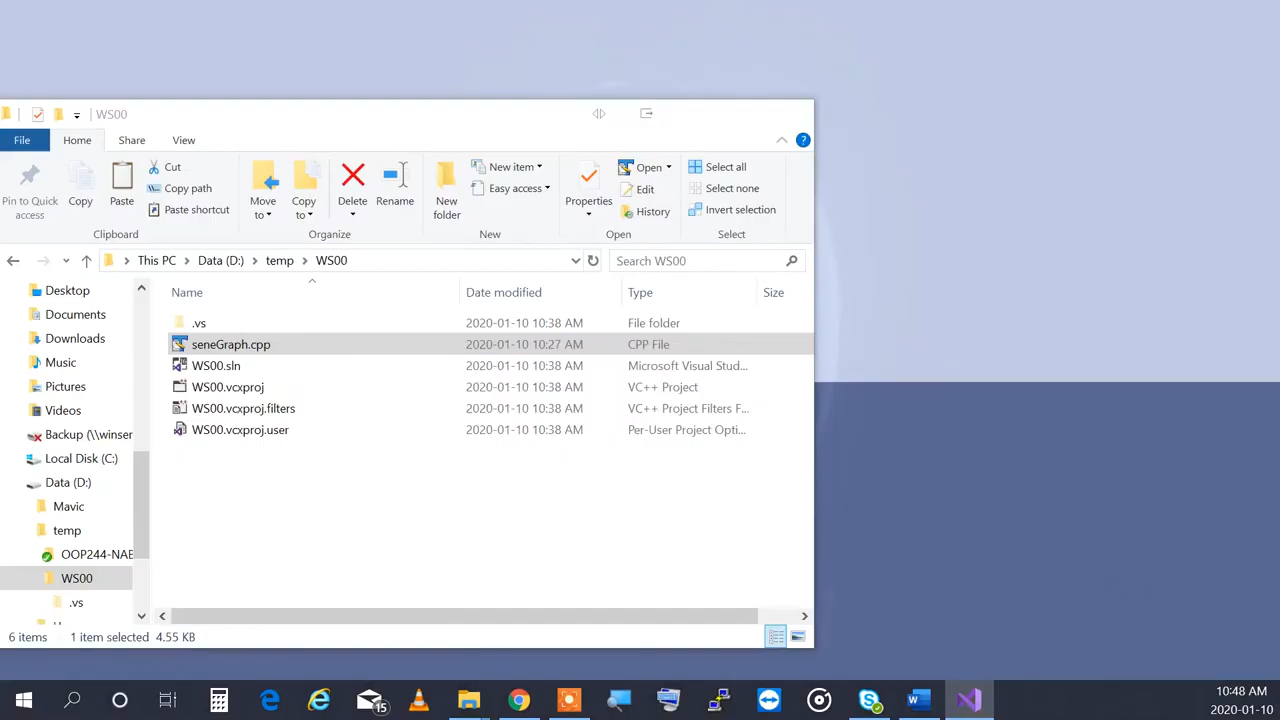 WS00
File Home Share View
Pin to Quick access
Copy
Paste
Cut
Copy path
Paste shortcut
Clipboard
Move to
Copy to
Delete
Rename
Organize
New folder
New item
Easy access
New
Properties
Open
Edit
History
Open
Select all
Select none
Invert selection
Select
This PC Data (D:) temp WS00
Search WS00
Desktop
Documents
Downloads
Music
Pictures
Videos
Backup (\\winser
Local Disk (C:)
Data (D:)
Mavic
temp
OOP244-NAE
WS00
.vs
Name Date modified Type Size
.vs 2020-01-10 10:38 AM File folder
seneGraph.cpp 2020-01-10 10:27 AM CPP File
WS00.sln 2020-01-10 10:38 AM Microsoft Visual Stud...
WS00.vcxproj 2020-01-10 10:38 AM VC++ Project
WS00.vcxproj.filters 2020-01-10 10:38 AM VC++ Project Filters F...
WS00.vcxproj.user 2020-01-10 10:38 AM Per-User Project Opti...
6 items 1 item selected 4.55 KB
15
10:48 AM
2020-01-10